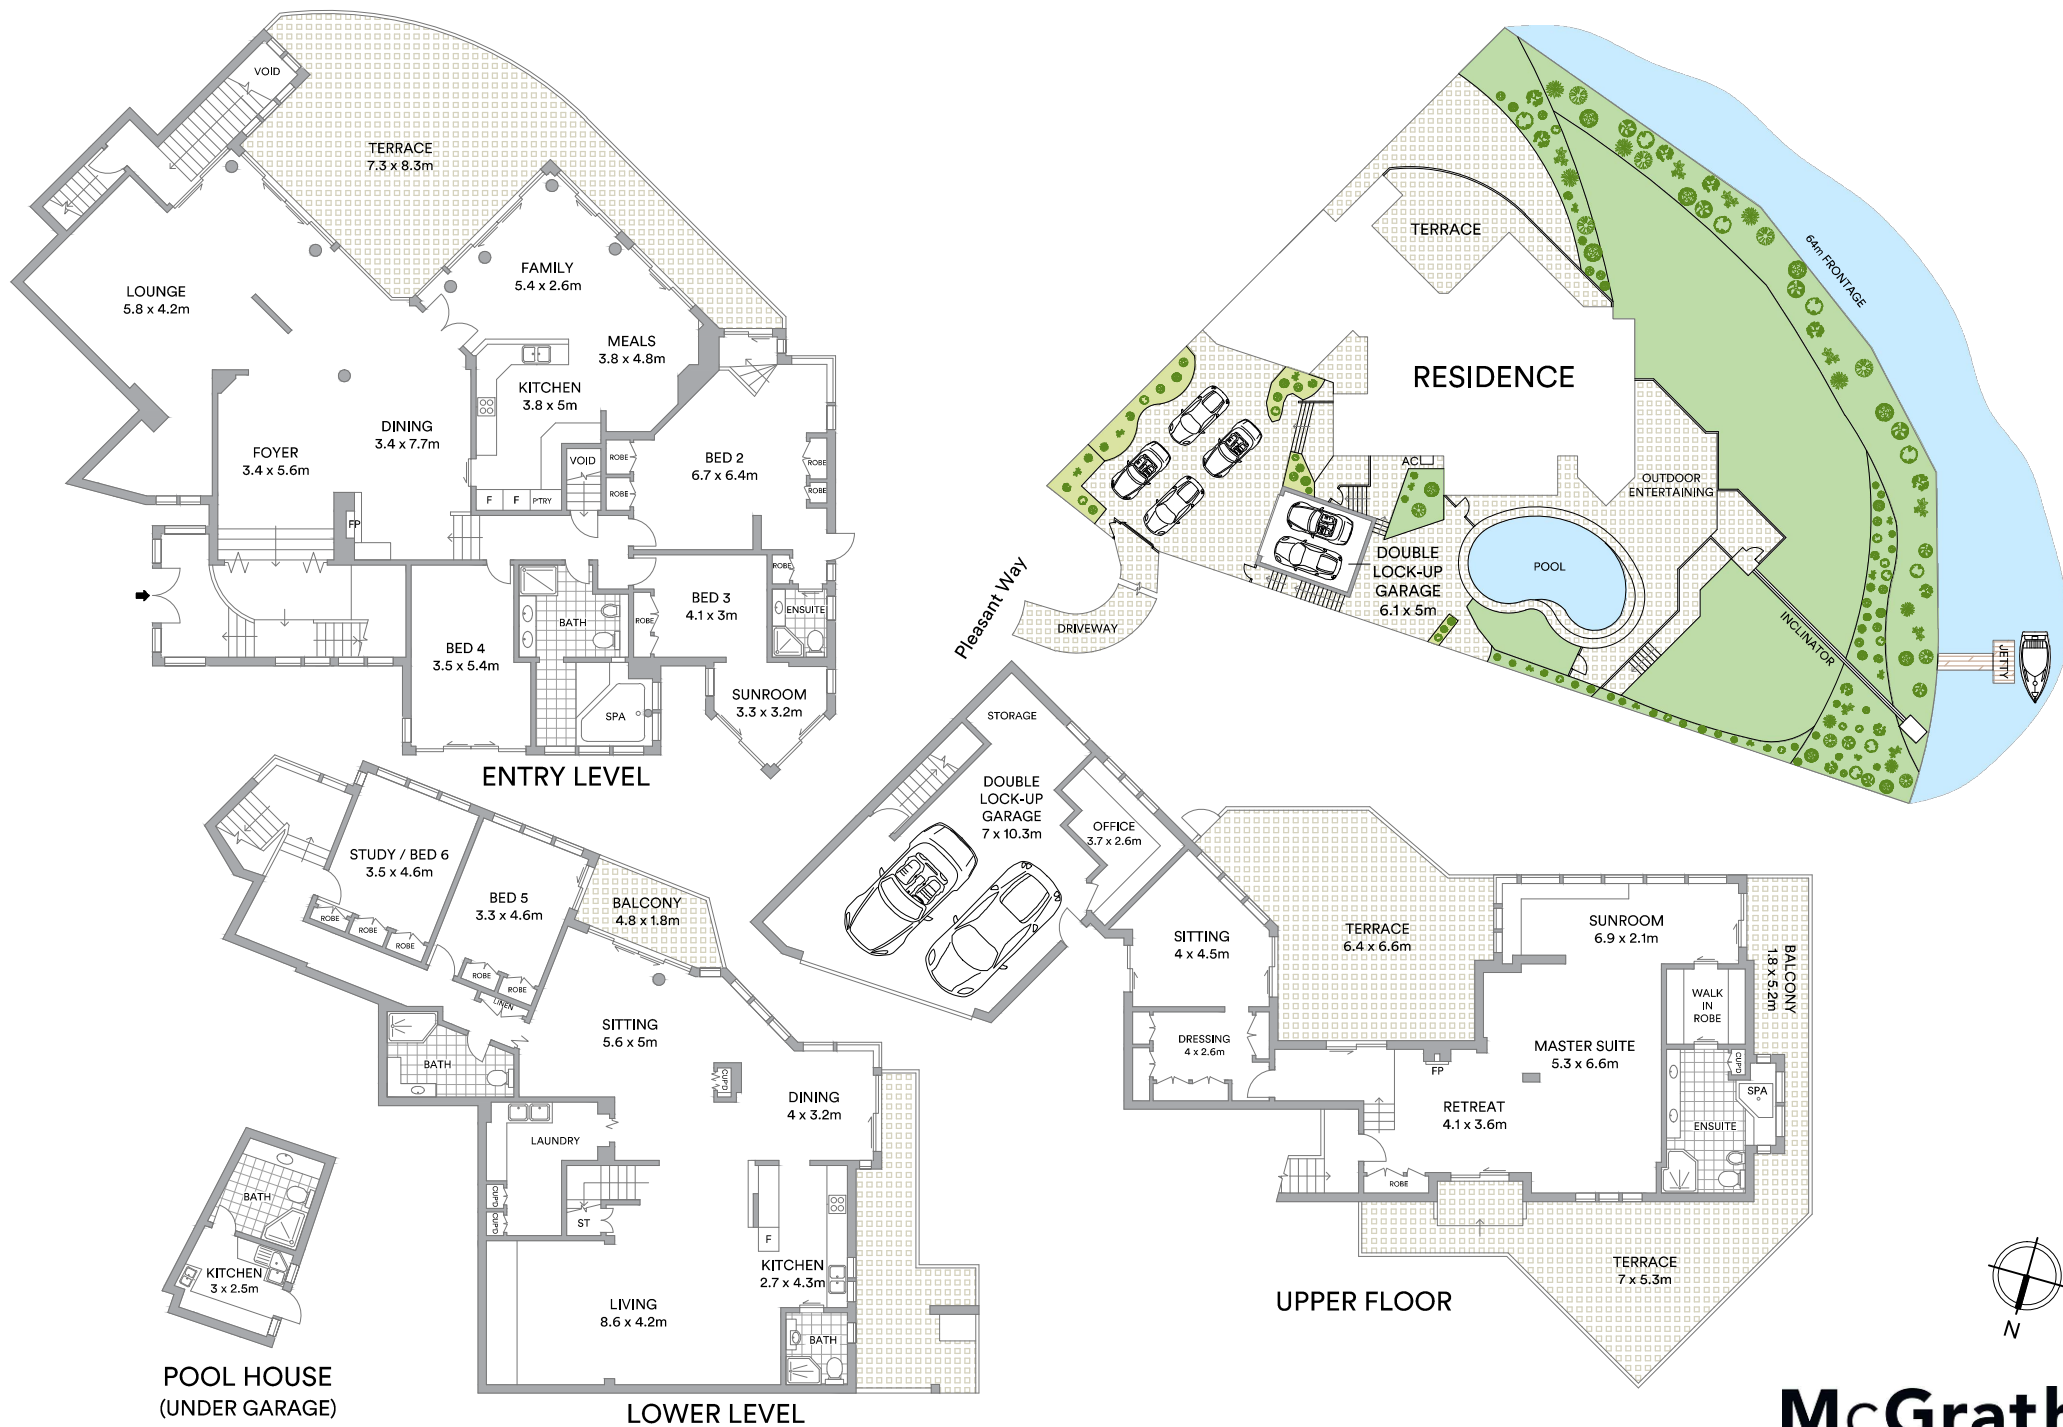 VOID
TERRACE
7.3 x 8.3m
FAMILY
5.4 x 2.6m
LOUNGE
5.8 x 4.2m
MEALS
3.8 x 4.8m
KITCHEN
3.8 x 5m
DINING
3.4 x 7.7m
FOYER
3.4 x 5.6m
FP
F
F
P'TRY
VOID
ROBE
ROBE
BED 2
6.7 x 6.4m
ROBE
ROBE
ROBE
BED 3
4.1 x 3m
ROBE
ENSUITE
BATH
BED 4
3.5 x 5.4m
SPA
SUNROOM
3.3 x 3.2m
ENTRY LEVEL
TERRACE
RESIDENCE
64m FRONTAGE
AC
OUTDOOR
ENTERTAINING
DOUBLE
LOCK-UP
GARAGE
6.1 x 5m
POOL
Pleasant Way
DRIVEWAY
INCLINATOR
JETTY
STUDY / BED 6
3.5 x 4.6m
ROBE
ROBE
ROBE
BED 5
3.3 x 4.6m
ROBE
ROBE
LINEN
BALCONY
4.8 x 1.8m
SITTING
5.6 x 5m
BATH
CUPD
DINING
4 x 3.2m
LAUNDRY
CUPD
CUPD
ST
F
KITCHEN
2.7 x 4.3m
LIVING
8.6 x 4.2m
BATH
LOWER LEVEL
BATH
KITCHEN
3 x 2.5m
POOL HOUSE
(UNDER GARAGE)
STORAGE
DOUBLE
LOCK-UP
GARAGE
7 x 10.3m
OFFICE
3.7 x 2.6m
SITTING
4 x 4.5m
DRESSING
4 x 2.6m
TERRACE
6.4 x 6.6m
SUNROOM
6.9 x 2.1m
BALCONY
1.8 x 5.2m
WALK
IN
ROBE
MASTER SUITE
5.3 x 6.6m
FP
CUPD
SPA
RETREAT
4.1 x 3.6m
ENSUITE
ROBE
TERRACE
7 x 5.3m
UPPER FLOOR
N
McGrath